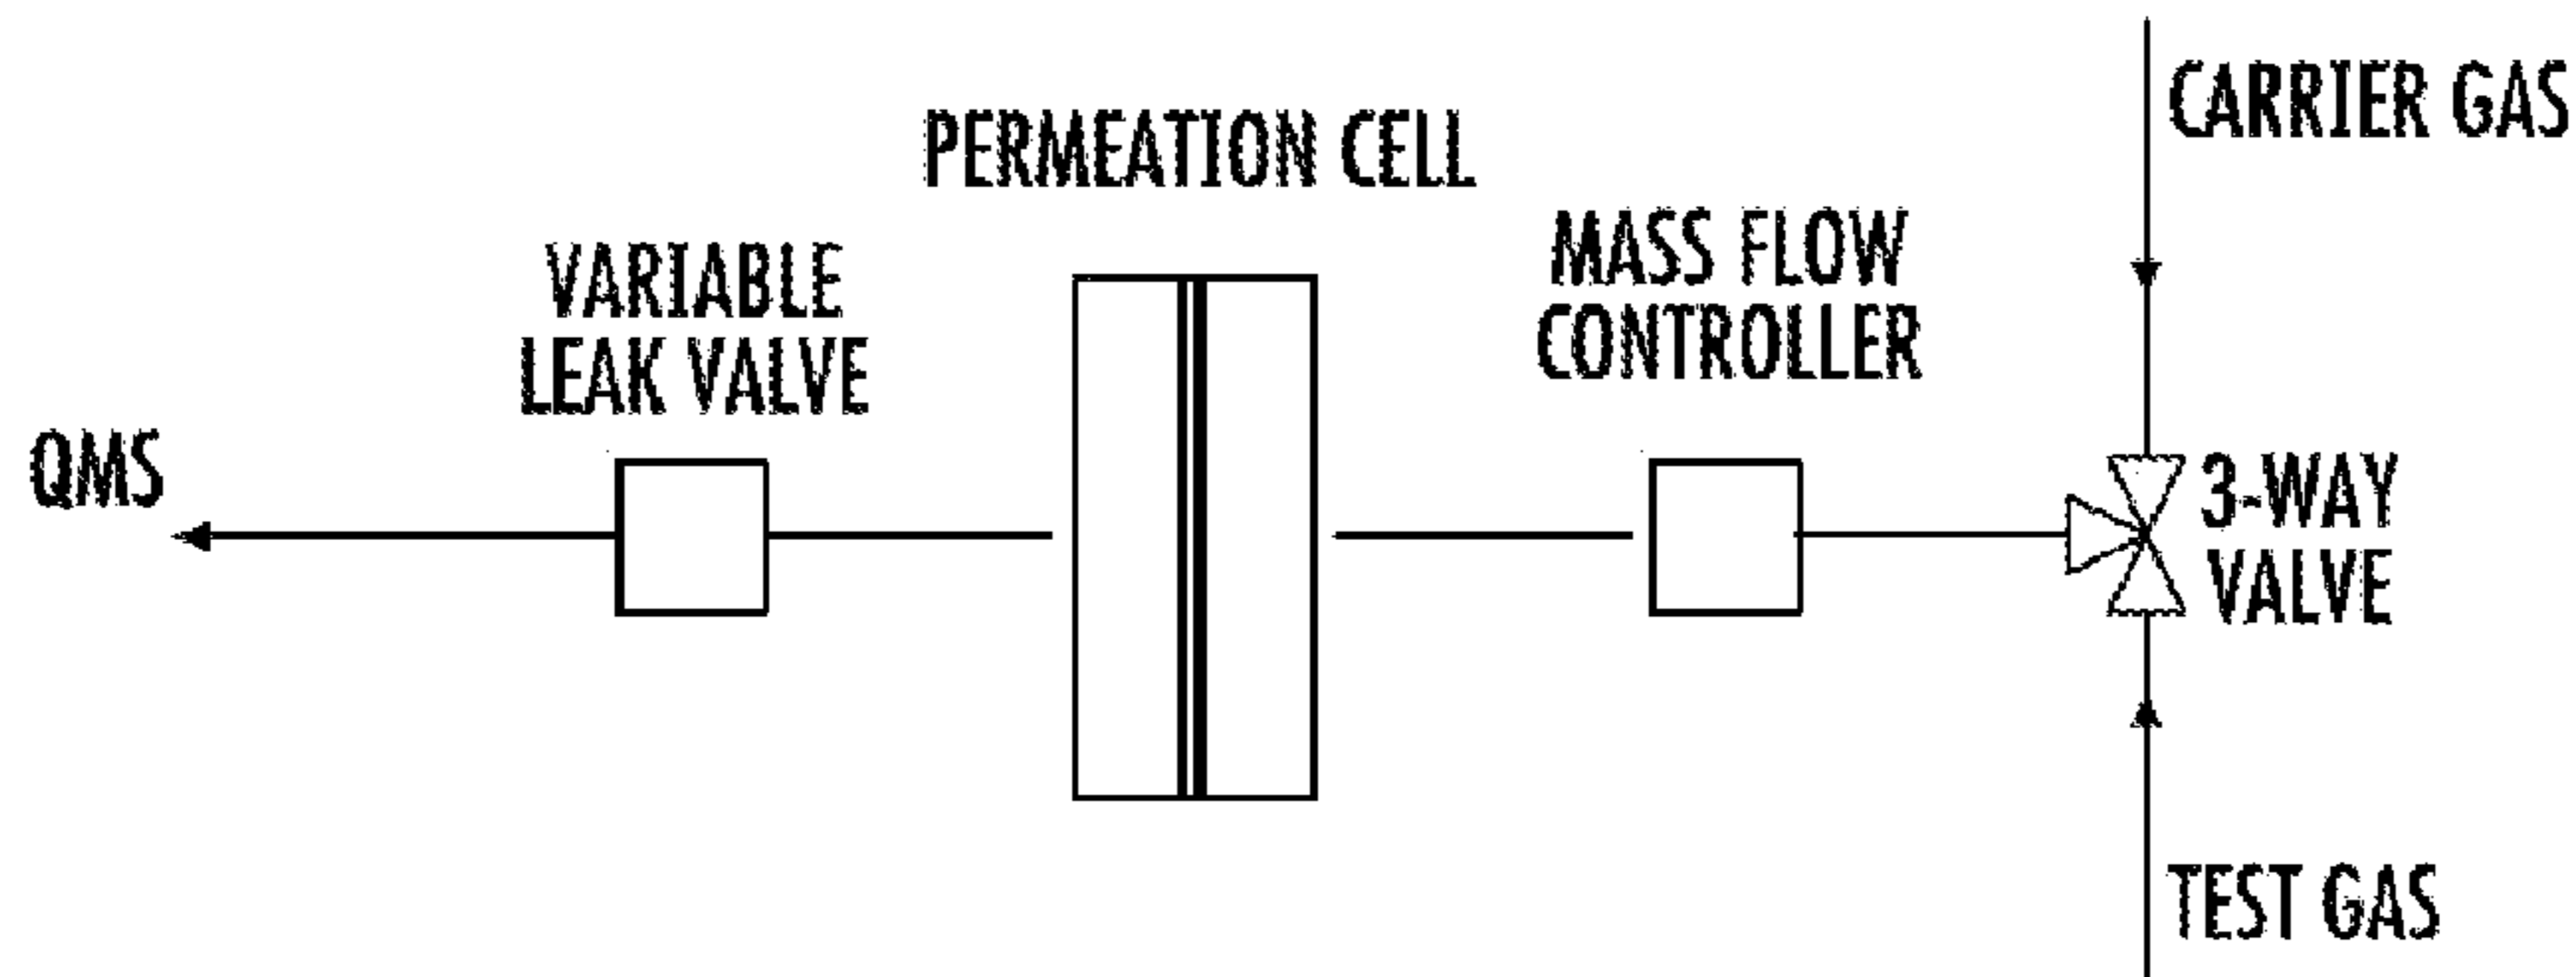 CARRIER GAS
PERMEATION CELL
MASS FLOW
CONTROLLER
VARIABLE
LEAK VALVE
QMS
3-WAY
VALVE
TEST GAS